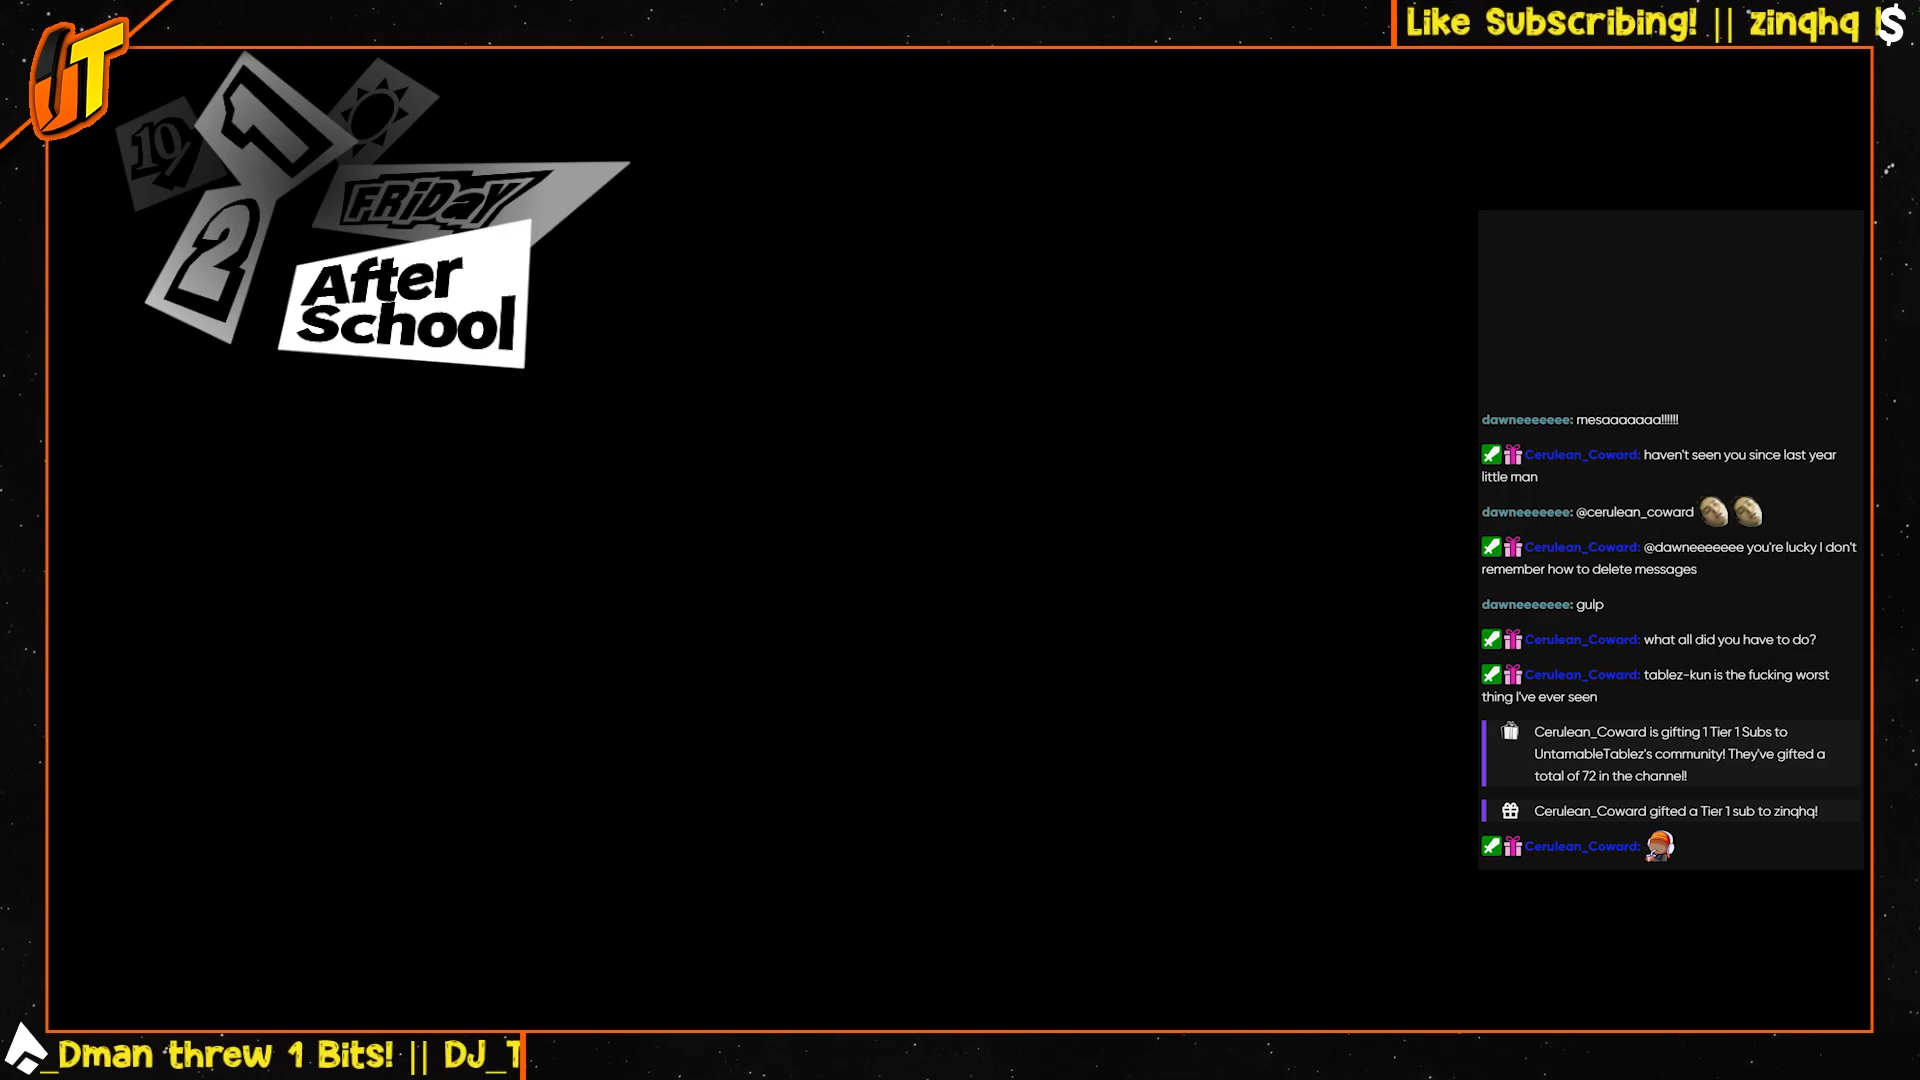 Like Subscribing! || zinqhq
UT
10/
12
FRiDaY
After
School
dawneeeeeee: mesaaaaaaa!!!!!!
Cerulean_Coward: haven't seen you since last year
little man
dawneeeeeee: @cerulean_coward
Cerulean_Coward: @dawneeeeeee you're lucky I don't
remember how to delete messages
dawneeeeeee: gulp
Cerulean_Coward: what all did you have to do?
Cerulean_Coward: tablez-kun is the fucking worst
thing I've ever seen
Cerulean_Coward is gifting 1 Tier 1 Subs to
UntamableTablez's community! They've gifted a
total of 72 in the channel!
Cerulean_Coward gifted a Tier 1 sub to zinqhq!
Cerulean_Coward:
_Dman threw 1 Bits! || DJ_T